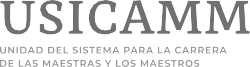 USICAMM
UNIDAD DEL SISTEMA PARA LA CARRERA
DE LAS MAESTRAS Y LOS MAESTROS